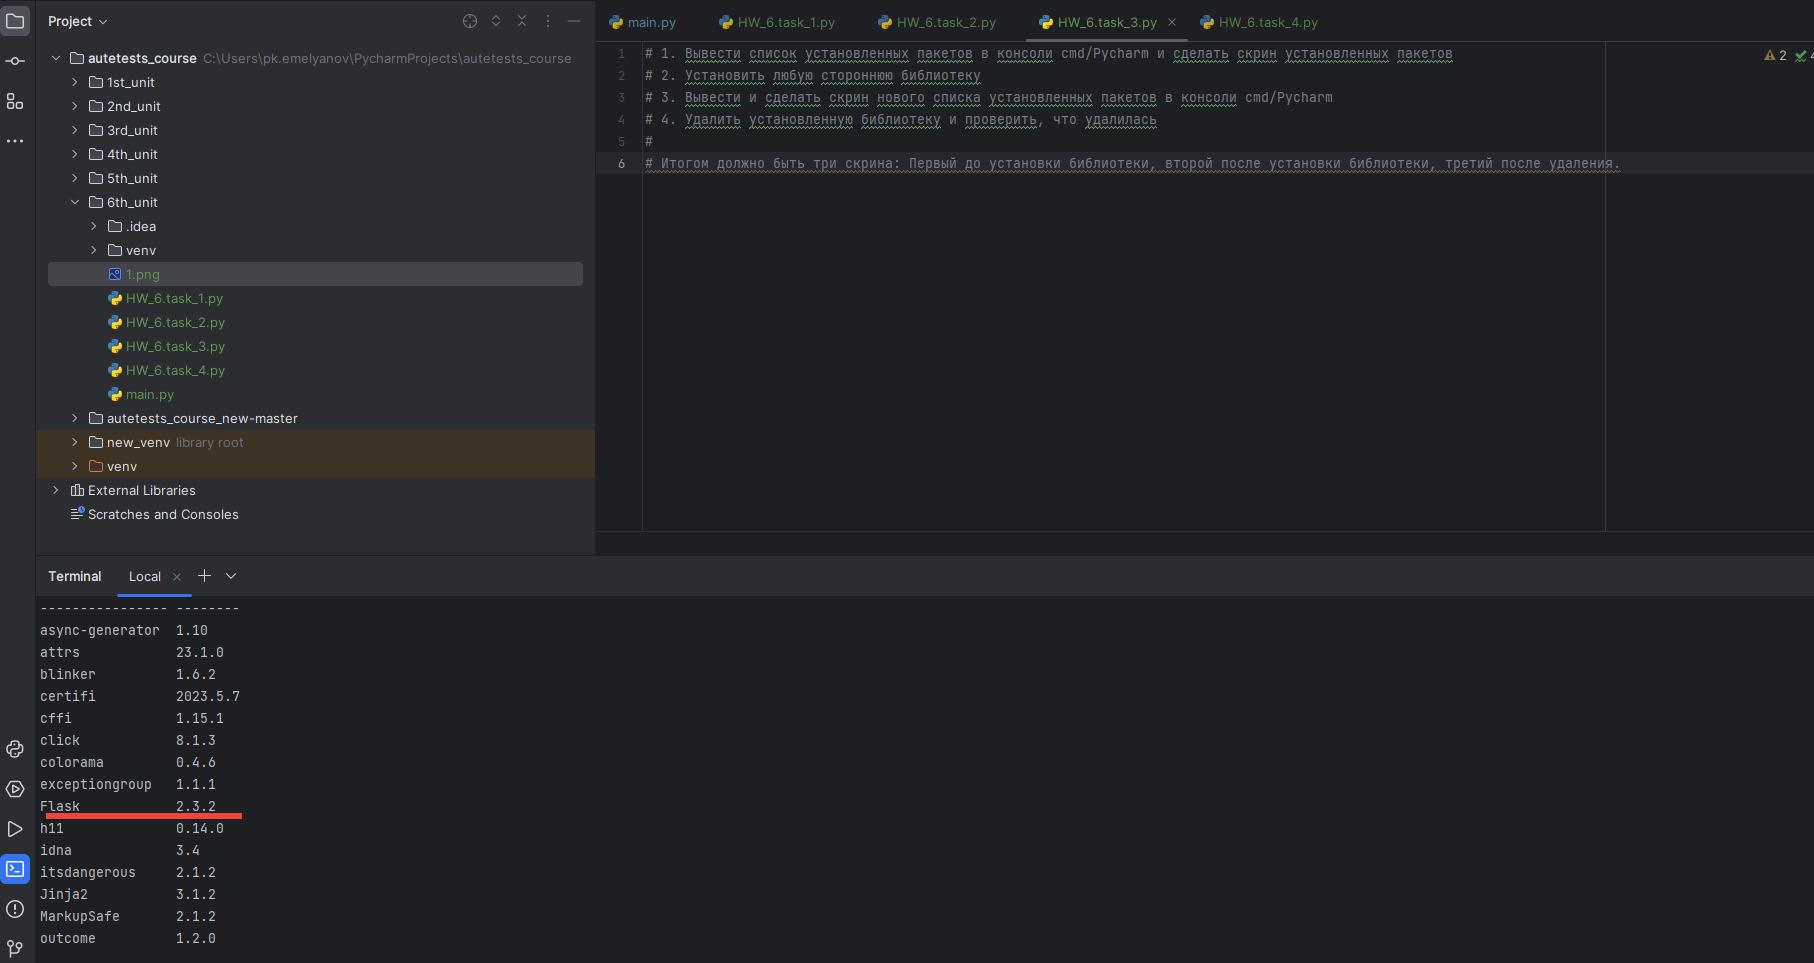 Project
autetests_course C:\Users\pk.emelyanov\PycharmProjects\autetests_course
1st_unit
2nd_unit
3rd_unit
4th_unit
5th_unit
6th_unit
.idea
venv
1.png
HW_6.task_1.py
HW_6.task_2.py
HW_6.task_3.py
HW_6.task_4.py
main.py
autetests_course_new-master
new_venv library root
venv
External Libraries
Scratches and Consoles
main.py HW_6.task_1.py HW_6.task_2.py HW_6.task_3.py HW_6.task_4.py
1 # 1. Вывести список установленных пакетов в консоли cmd/Pycharm и сделать скрин установленных пакетов
2 # 2. Установить любую стороннюю библиотеку
3 # 3. Вывести и сделать скрин нового списка установленных пакетов в консоли cmd/Pycharm
4 # 4. Удалить установленную библиотеку и проверить, что удалилась
5 #
6 # Итогом должно быть три скрина: Первый до установки библиотеки, второй после установки библиотеки, третий после удаления.
2 4
Terminal Local
---------------- --------
async-generator 1.10
attrs 23.1.0
blinker 1.6.2
certifi 2023.5.7
cffi 1.15.1
click 8.1.3
colorama 0.4.6
exceptiongroup 1.1.1
Flask 2.3.2
h11 0.14.0
idna 3.4
itsdangerous 2.1.2
Jinja2 3.1.2
MarkupSafe 2.1.2
outcome 1.2.0